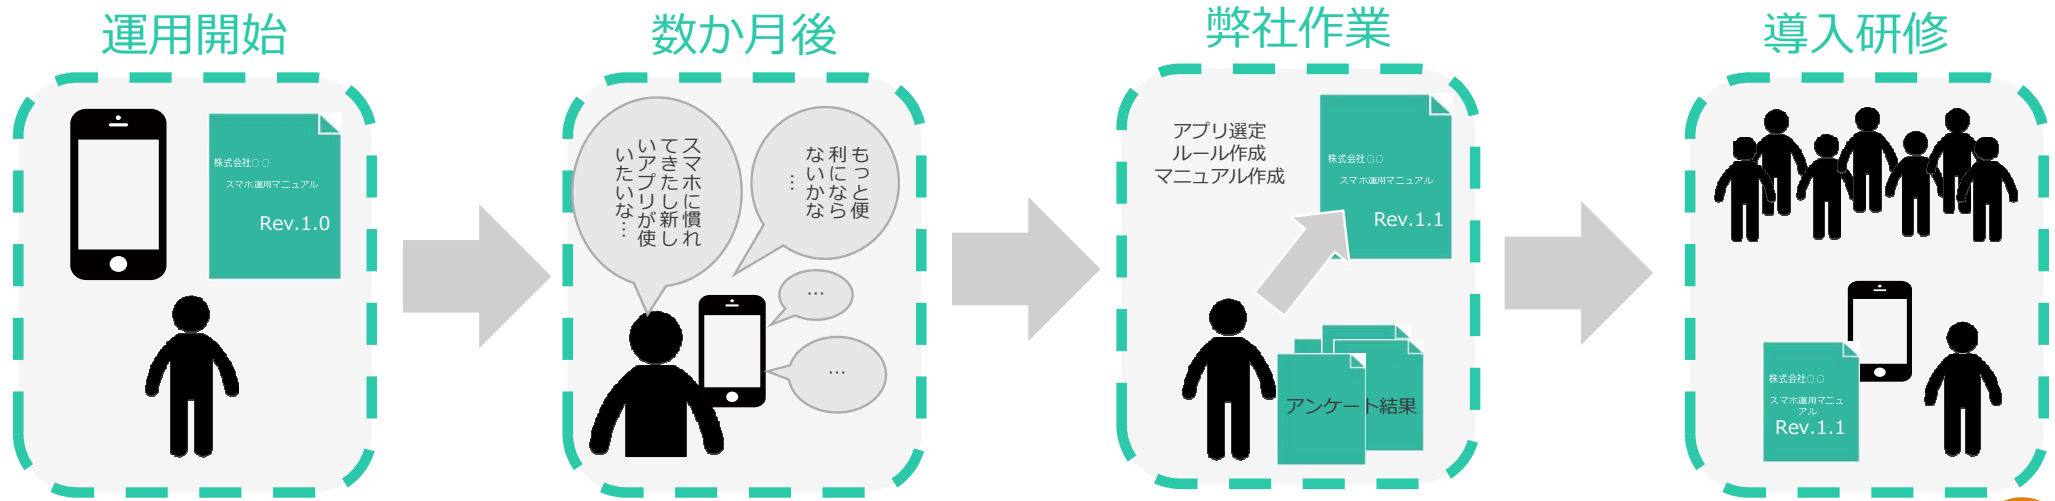 運用開始
株式会社○○
スマホ運用マニュアル
Rev.1.0
数か月後
スマホに慣れ
てきたし新し
いアプリが使
いたいな…
もっと便
利になら
ないかな
…
…
…
弊社作業
アプリ選定
ルール作成
マニュアル作成
株式会社○○
スマホ運用マニュアル
Rev.1.1
アンケート結果
導入研修
株式会社○○
スマホ運用マニュ
アル
Rev.1.1